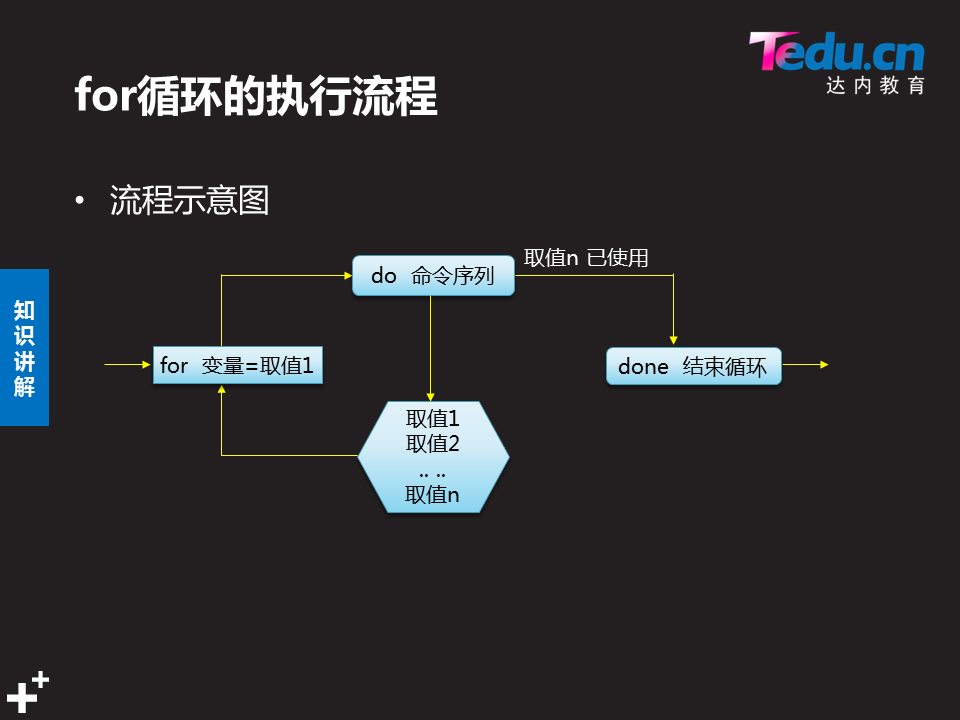 Tedu.cn
达内教育
for循环的执行流程
• 流程示意图
取值n 已使用
do 命令序列
知识讲解
for 变量=取值1
done 结束循环
取值1
取值2
.. ..
取值n